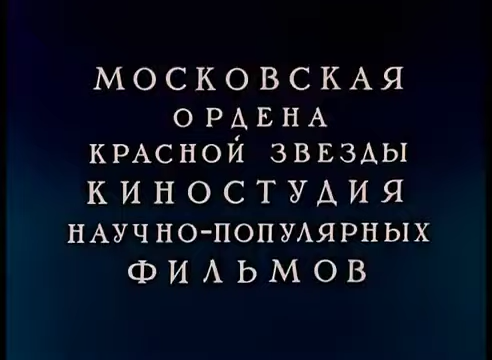 МОСКОВСКАЯ
ОРДЕНА
КРАСНОЙ ЗВЕЗДЫ
КИНОСТУДИЯ
НАУЧНО-ПОПУЛЯРНЫХ
ФИЛЬМОВ